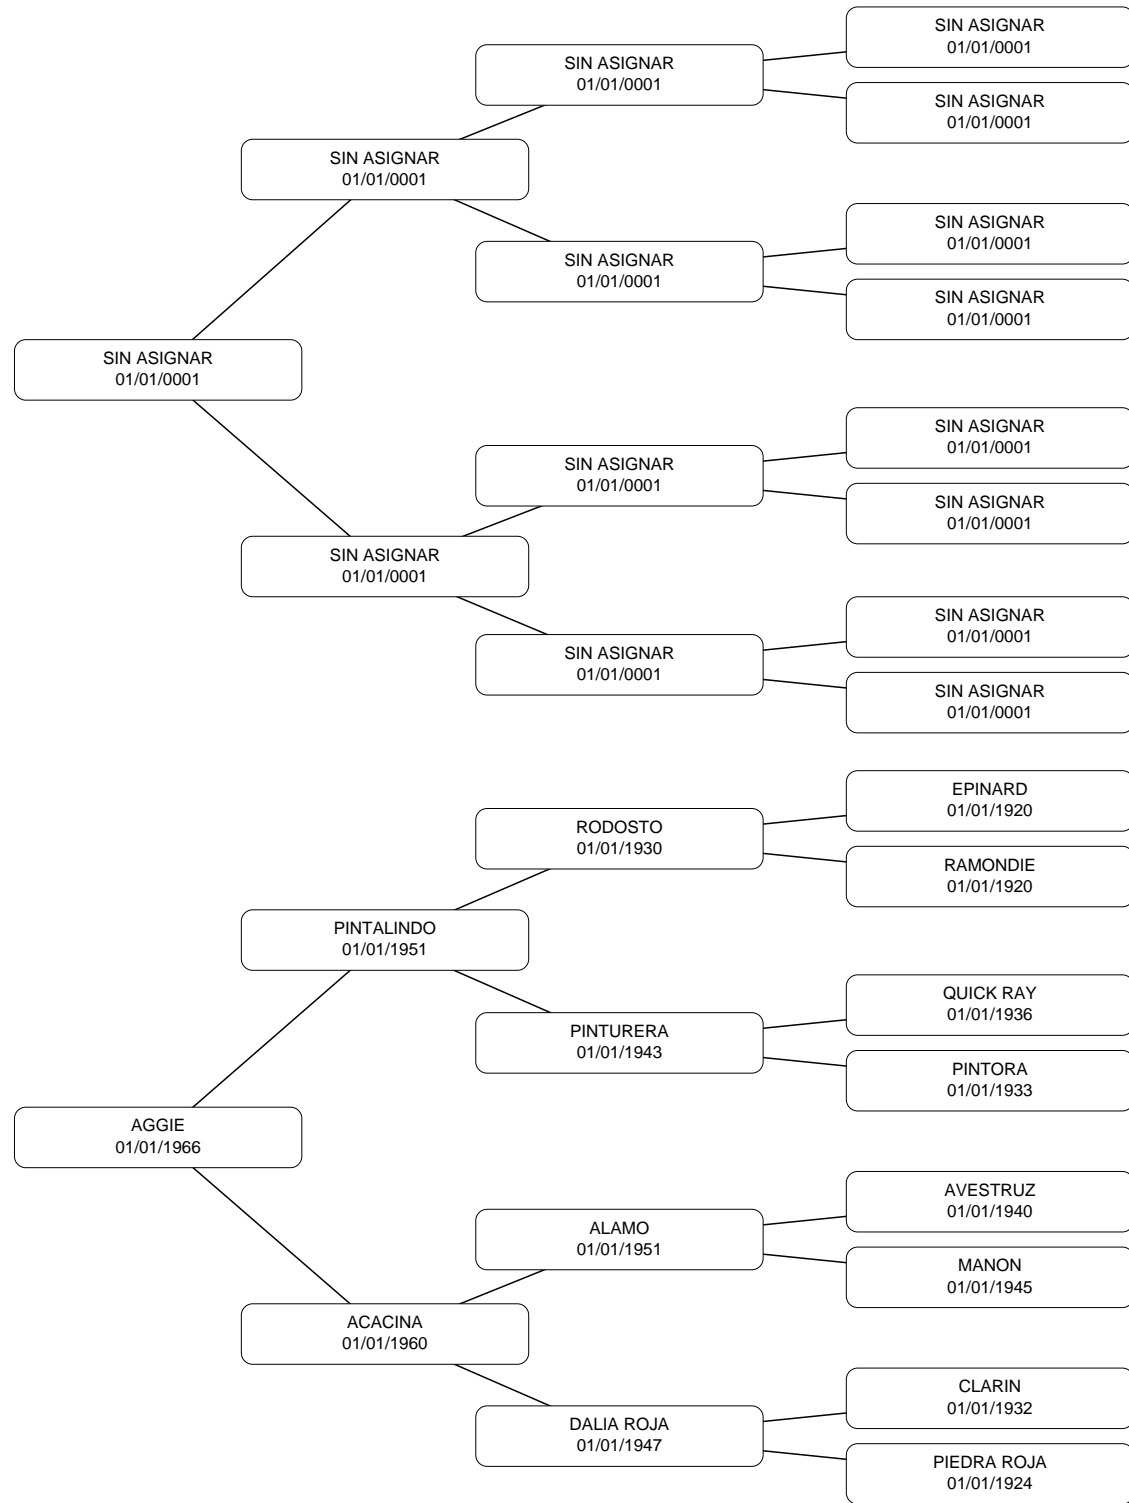 SIN ASIGNAR
01/01/0001
SIN ASIGNAR
01/01/0001
SIN ASIGNAR
01/01/0001
SIN ASIGNAR
01/01/0001
SIN ASIGNAR
01/01/0001
SIN ASIGNAR
01/01/0001
SIN ASIGNAR
01/01/0001
SIN ASIGNAR
01/01/0001
SIN ASIGNAR
01/01/0001
SIN ASIGNAR
01/01/0001
SIN ASIGNAR
01/01/0001
SIN ASIGNAR
01/01/0001
SIN ASIGNAR
01/01/0001
SIN ASIGNAR
01/01/0001
SIN ASIGNAR
01/01/0001
EPINARD
01/01/1920
RODOSTO
01/01/1930
RAMONDIE
01/01/1920
PINTALINDO
01/01/1951
QUICK RAY
01/01/1936
PINTURERA
01/01/1943
PINTORA
01/01/1933
AGGIE
01/01/1966
AVESTRUZ
01/01/1940
ALAMO
01/01/1951
MANON
01/01/1945
ACACINA
01/01/1960
CLARIN
01/01/1932
DALIA ROJA
01/01/1947
PIEDRA ROJA
01/01/1924